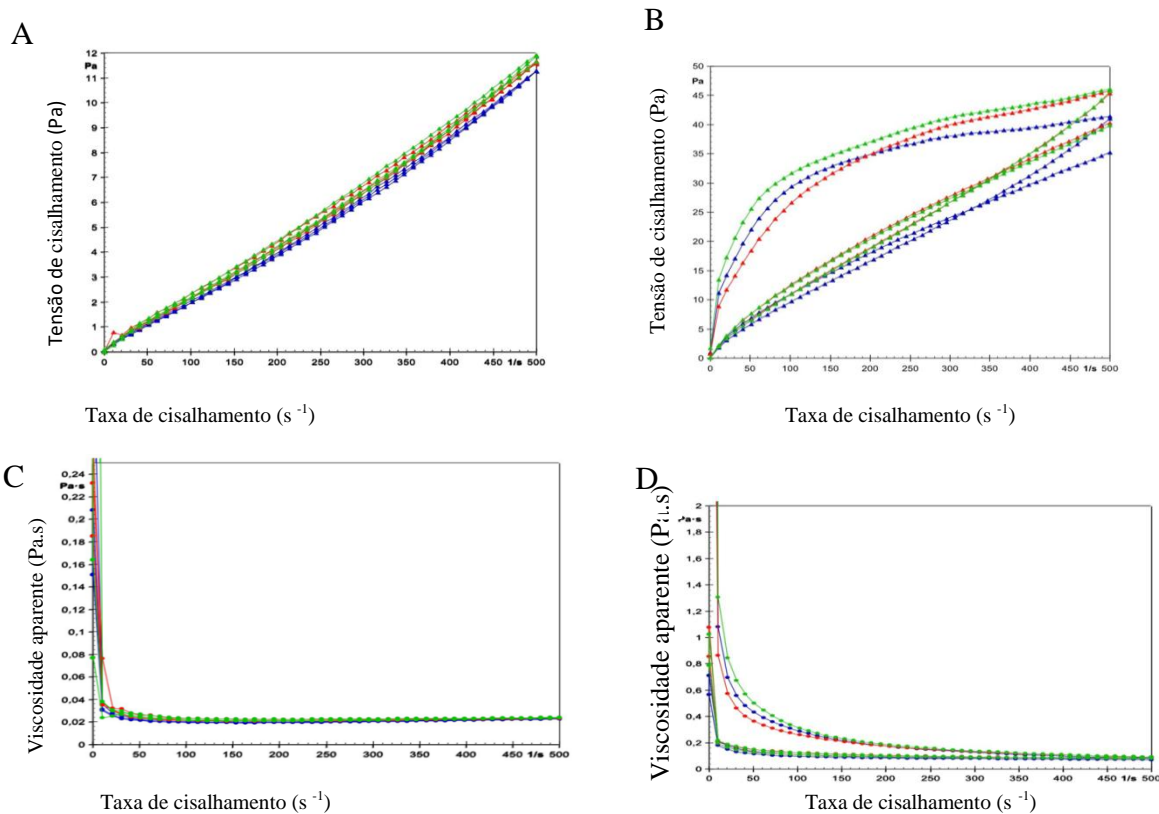 A
Tensão de cisalhamento (Pa)
12
Pa
11
10
9
8
7
6
5
4
3
2
1
0
0 50 100 150 200 250 300 350 400 450 1/s 500
Taxa de cisalhamento (s -1)
B
Tensão de cisalhamento (Pa)
50
Pa
45
40
35
30
25
20
15
10
5
0
0 50 100 150 200 250 300 350 400 450 1/s 500
Taxa de cisalhamento (s -1)
C
Viscosidade aparente (Pa.s)
0,24
Pa·s
0,22
0,2
0,18
0,16
0,14
0,12
0,1
0,08
0,06
0,04
0,02
0
0 50 100 150 200 250 300 350 400 1/s 500
Taxa de cisalhamento (s -1)
D
Viscosidade aparente
2
1,8
1,6
1,4
1,2
1
0,8
0,6
0,4
0,2
0
0 50 100 150 200 250 300 350 400 450 1/s 500
Taxa de cisalhamento (s -1)